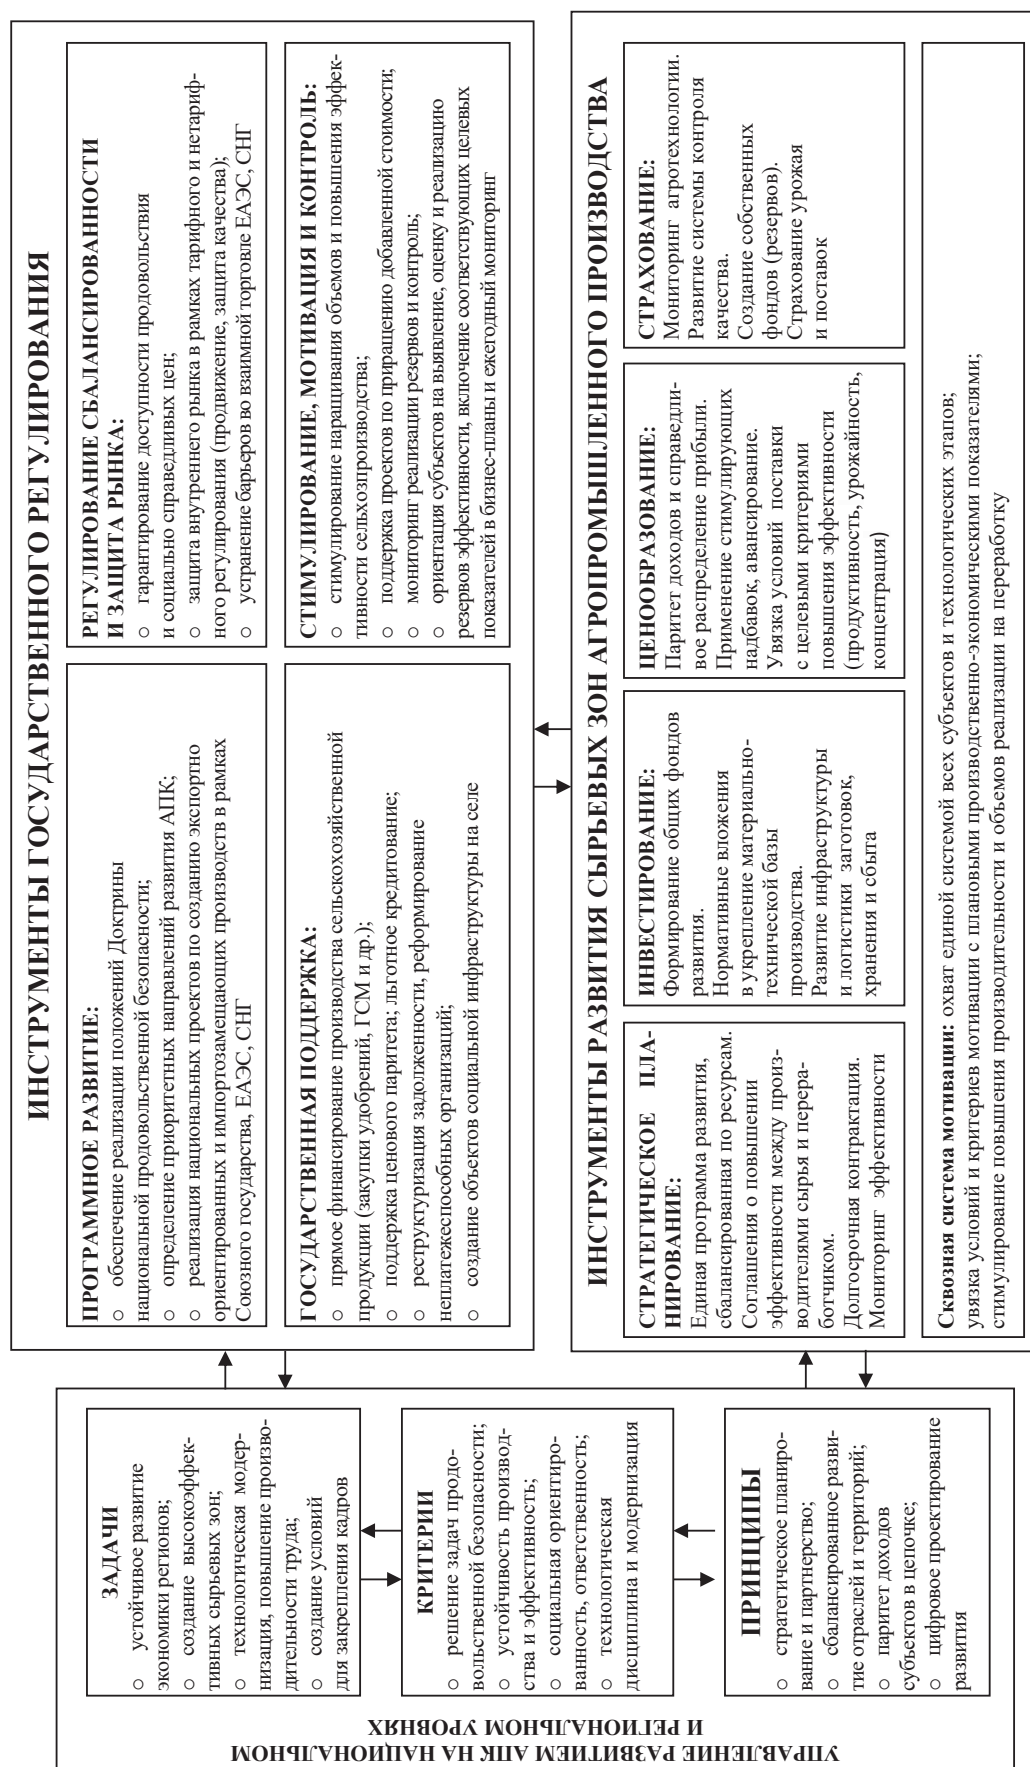 УПРАВЛЕНИЕ РАЗВИТИЕМ АПК НА НАЦИОНАЛЬНОМ
И РЕГИОНАЛЬНОМ УРОВНЯХ
ЗАДАЧИ
○ устойчивое развитие
экономики регионов;
○ создание высокоэффек-
тивных сырьевых зон;
○ технологическая модер-
низация, повышение произво-
дительности труда;
○ создание условий
для закрепления кадров
КРИТЕРИИ
○ решение задач продо-
вольственной безопасности;
○ устойчивость производ-
ства и эффективность;
○ социальная ориентиро-
ванность, ответственность;
○ технологическая
дисциплина и модернизация
ПРИНЦИПЫ
○ стратегическое планиро-
вание и партнерство;
○ сбалансированное разви-
тие отраслей и территорий;
○ паритет доходов
субъектов в цепочке;
○ цифровое проектирование
развития
ИНСТРУМЕНТЫ ГОСУДАРСТВЕННОГО РЕГУЛИРОВАНИЯ
ПРОГРАММНОЕ РАЗВИТИЕ:
○ обеспечение реализации положений Доктрины
национальной продовольственной безопасности;
○ определение приоритетных направлений развития АПК;
○ реализация национальных проектов по созданию экспортно
ориентированных и импортозамещающих производств в рамках
Союзного государства, ЕАЭС, СНГ
РЕГУЛИРОВАНИЕ СБАЛАНСИРОВАННОСТИ
И ЗАЩИТА РЫНКА:
○ гарантирование доступности продовольствия
и социально справедливых цен;
○ защита внутреннего рынка в рамках тарифного и нетариф-
ного регулирования (продвижение, защита качества);
○ устранение барьеров во взаимной торговле ЕАЭС, СНГ
ГОСУДАРСТВЕННАЯ ПОДДЕРЖКА:
○ прямое финансирование производства сельскохозяйственной
продукции (закупки удобрений, ГСМ и др.);
○ поддержка ценового паритета; льготное кредитование;
○ реструктуризация задолженности, реформирование
неплатежеспособных организаций;
○ создание объектов социальной инфраструктуры на селе
СТИМУЛИРОВАНИЕ, МОТИВАЦИЯ И КОНТРОЛЬ:
○ стимулирование наращивания объемов и повышения эффек-
тивности сельхозпроизводства;
○ поддержка проектов по приращению добавленной стоимости;
○ мониторинг реализации резервов и контроль;
○ ориентация субъектов на выявление, оценку и реализацию
резервов эффективности, включение соответствующих целевых
показателей в бизнес-планы и ежегодный мониторинг
ИНСТРУМЕНТЫ РАЗВИТИЯ СЫРЬЕВЫХ ЗОН АГРОПРОМЫШЛЕННОГО ПРОИЗВОДСТВА
СТРАТЕГИЧЕСКОЕ ПЛА-
НИРОВАНИЕ:
Единая программа развития,
сбалансированная по ресурсам.
Соглашения о повышении
эффективности между произ-
водителями сырья и перера-
ботчиком.
Долгосрочная контрактация.
Мониторинг эффективности
ИНВЕСТИРОВАНИЕ:
Формирование общих фондов
развития.
Нормативные вложения
в укрепление материально-
технической базы
производства.
Развитие инфраструктуры
и логистики заготовок,
хранения и сбыта
ЦЕНООБРАЗОВАНИЕ:
Паритет доходов и справедли-
вое распределение прибыли.
Применение стимулирующих
надбавок, авансирование.
Увязка условий поставки
с целевыми критериями
повышения эффективности
(продуктивность, урожайность,
концентрация)
СТРАХОВАНИЕ:
Мониторинг агротехнологии.
Развитие системы контроля
качества.
Создание собственных
фондов (резервов).
Страхование урожая
и поставок
Сквозная система мотивации: охват единой системой всех субъектов и технологических этапов;
увязка условий и критериев мотивации с плановыми производственно-экономическими показателями;
стимулирование повышения производительности и объемов реализации на переработку